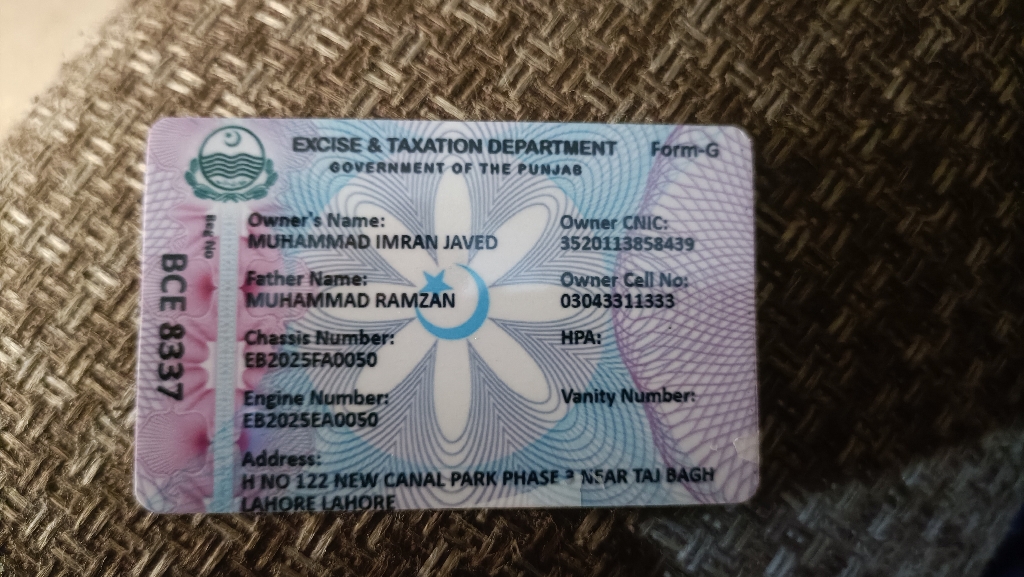 EXCISE & TAXATION DEPARTMENT
Form-G
GOVERNMENT OF THE PUNJAB
Reg No
BCE 8337
Owner's Name:
MUHAMMAD IMRAN JAVED
Owner CNIC:
3520113858439
Father Name:
MUHAMMAD RAMZAN
Owner Cell No:
03043311333
Chassis Number:
EB2025FA0050
HPA:
Engine Number:
EB2025EA0050
Vanity Number:
Address:
H NO 122 NEW CANAL PARK PHASE NEAR TAJ BAGH
LAHORE LAHORE